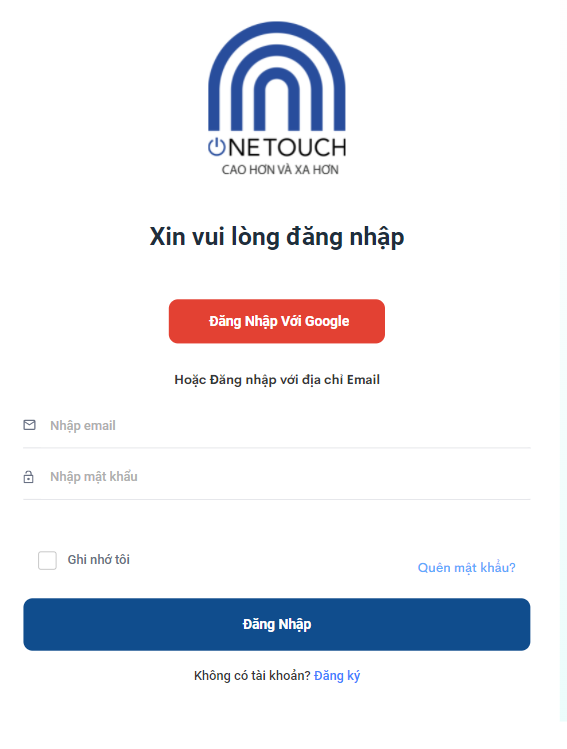 ONETOUCH
CAO HƠN VÀ XA HƠN
Xin vui lòng đăng nhập
Đăng Nhập Với Google
Hoặc Đăng nhập với địa chỉ Email
Nhập email
Nhập mật khẩu
Ghi nhớ tôi
Quên mật khẩu?
Đăng Nhập
Không có tài khoản? Đăng ký